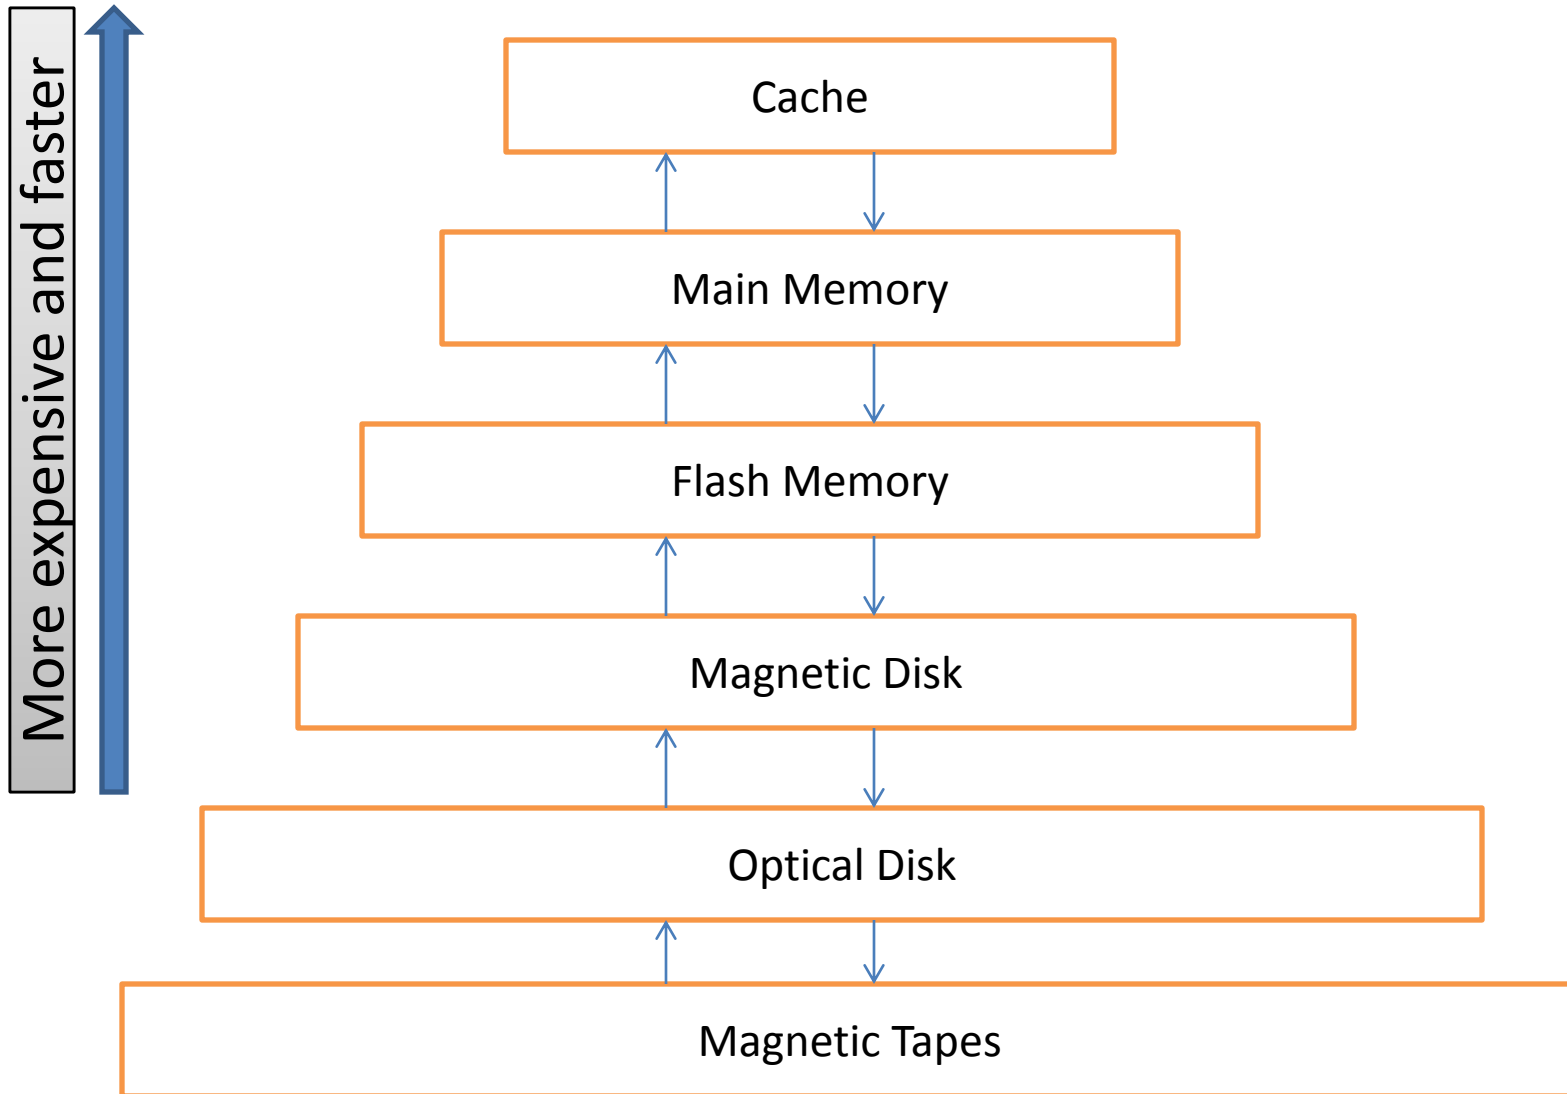 More expensive and faster
Cache
Main Memory
Flash Memory
Magnetic Disk
Optical Disk
Magnetic Tapes